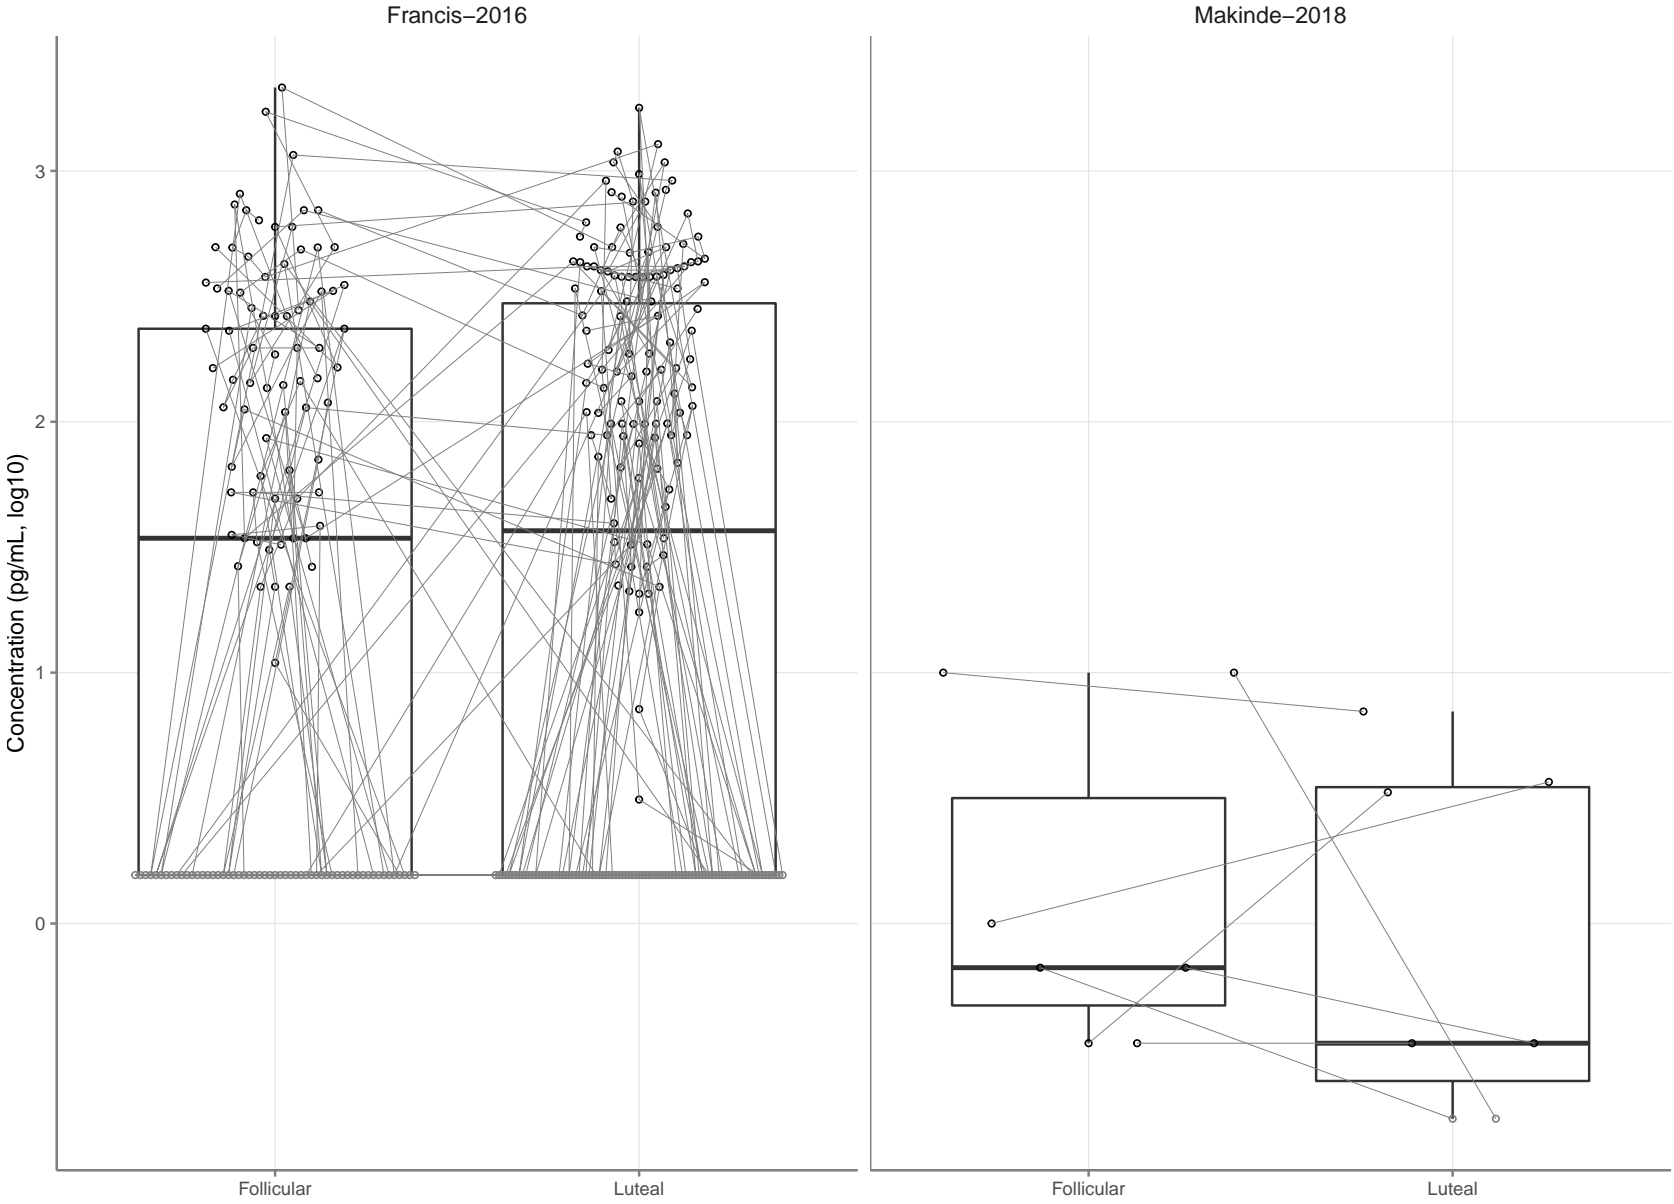 Francis−2016
Makinde−2018
Concentration (pg/mL, log10)
3
2
1
0
Follicular
Luteal
Follicular
Luteal